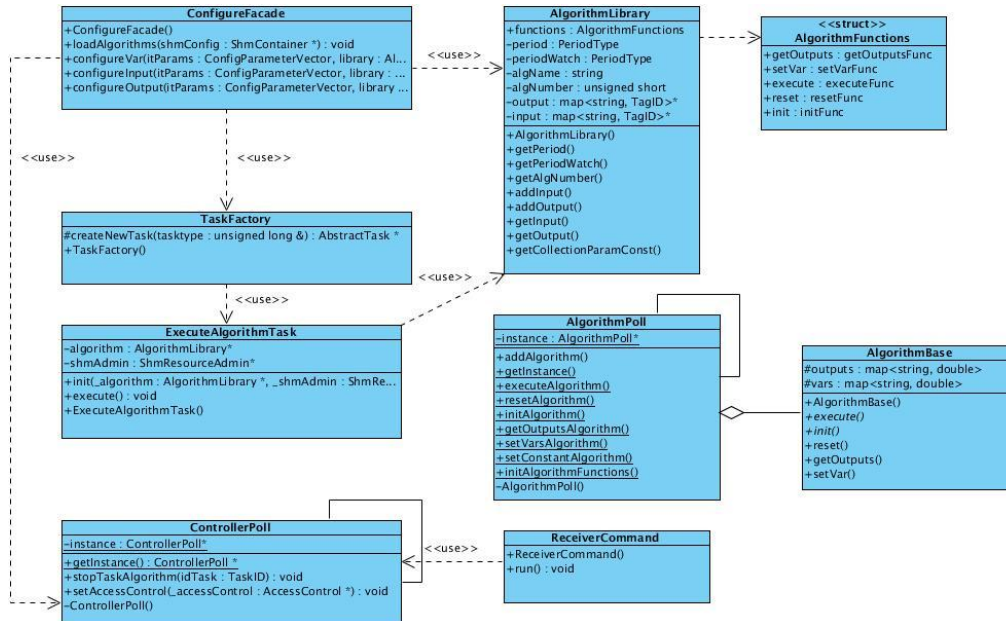 ConfigureFacade
+ConfigureFacade()
+loadAlgorithms(shmConfig : ShmContainer *) : void
+configureVar(itParams : ConfigParameterVector, library : Al...
+configureInput(itParams : ConfigParameterVector, library : ...
+configureOutput(itParams : ConfigParameterVector, library ...
<<use>>
AlgorithmLibrary
+functions : AlgorithmFunctions
-period : PeriodType
-periodWatch : PeriodType
-algName : string
-algNumber : unsigned short
-output : map<string, TagID>*
-input : map<string, TagID>*
+AlgorithmLibrary()
+getPeriod()
+getPeriodWatch()
+getAlgNumber()
+addInput()
+addOutput()
+getInput()
+getOutput()
+getCollectionParamConst()
<<struct>>
AlgorithmFunctions
+getOutputs : getOutputsFunc
+setVar : setVarFunc
+execute : executeFunc
+reset : resetFunc
+init : initFunc
<<use>>
<<use>>
TaskFactory
#createNewTask(tasktype : unsigned long &) : AbstractTask *
+TaskFactory()
<<use>>
<<use>>
ExecuteAlgorithmTask
-algorithm : AlgorithmLibrary*
-shmAdmin : ShmResourceAdmin*
+init(_algorithm : AlgorithmLibrary *, _shmAdmin : ShmRe...
+execute() : void
+ExecuteAlgorithmTask()
AlgorithmPoll
-instance : AlgorithmPoll*
+addAlgorithm()
+getInstance()
+executeAlgorithm()
+resetAlgorithm()
+initAlgorithm()
+getOutputsAlgorithm()
+setVarsAlgorithm()
+setConstantAlgorithm()
+initAlgorithmFunctions()
-AlgorithmPoll()
AlgorithmBase
#outputs : map<string, double>
#vars : map<string, double>
+AlgorithmBase()
+execute()
+init()
+reset()
+getOutputs()
+setVar()
ControllerPoll
-instance : ControllerPoll*
+getInstance() : ControllerPoll *
+stopTaskAlgorithm(idTask : TaskID) : void
+setAccessControl(_accessControl : AccessControl *) : void
-ControllerPoll()
<<use>>
ReceiverCommand
+ReceiverCommand()
+run() : void